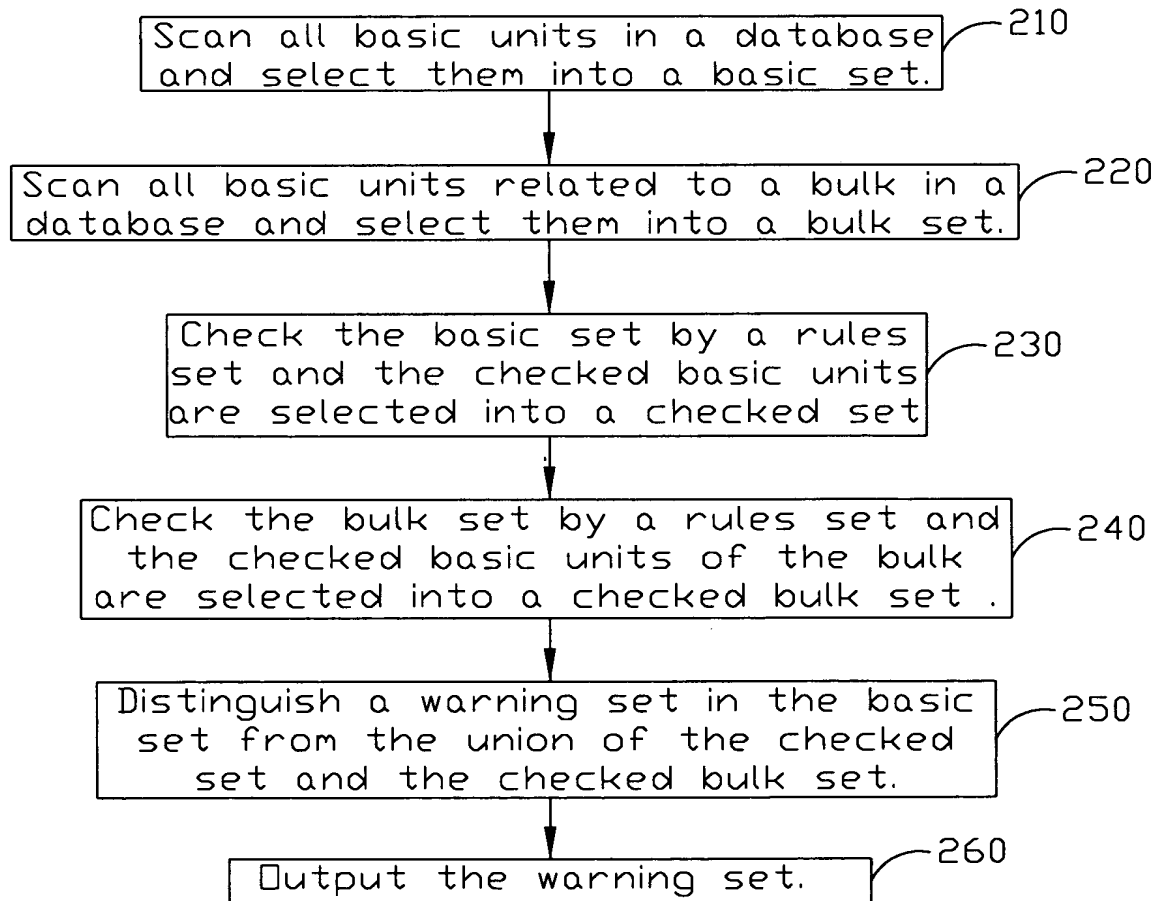 Scan all basic units in a database
and select them into a basic set.
210
Scan all basic units related to a bulk in a
database and select them into a bulk set.
220
Check the basic set by a rules
set and the checked basic units
are selected into a checked set
230
Check the bulk set by a rules set and
the checked basic units of the bulk
are selected into a checked bulk set .
240
Distinguish a warning set in the basic
set from the union of the checked
set and the checked bulk set.
250
Output the warning set.
260